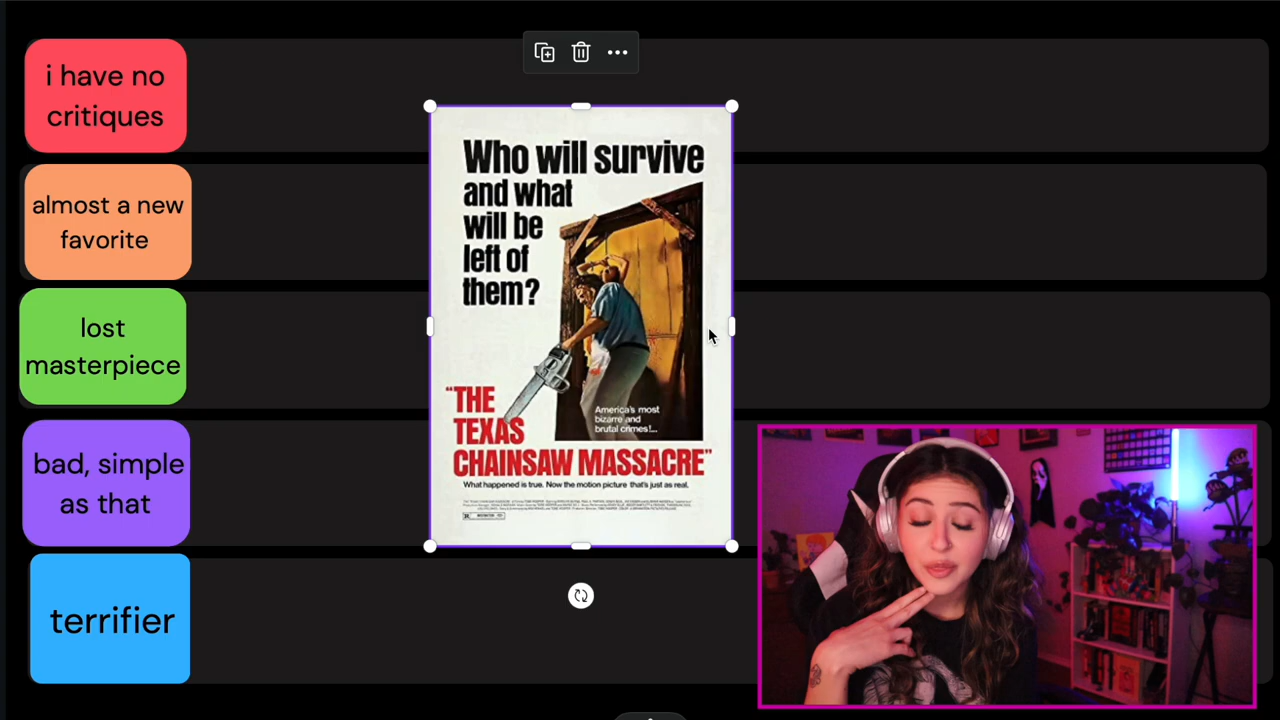 i have no
critiques
almost a new
favorite
lost
masterpiece
bad, simple
as that
terrifier
Who will survive
and what
will be
left of
them?
America's most
bizarre and
brutal crimes!...
"THE
TEXAS
CHAINSAW MASSACRE"
What happened is true. Now the motion picture that's just as real.
R